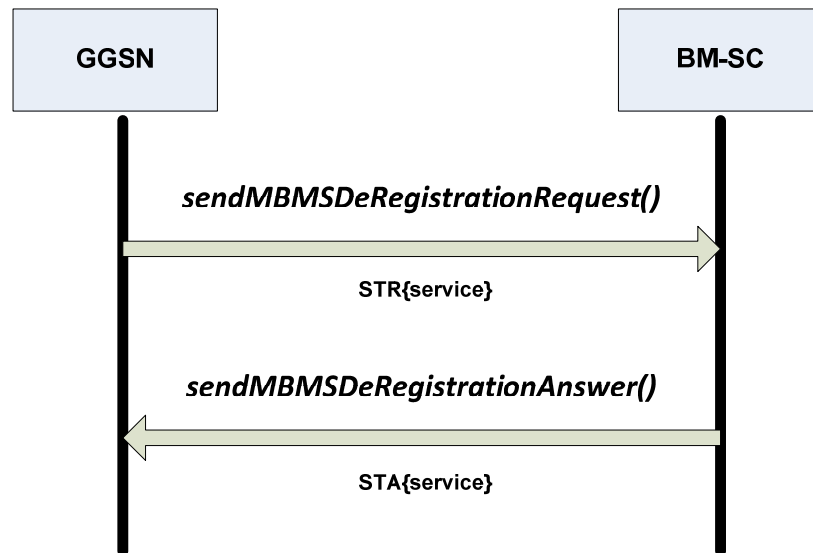 GGSN
BM-SC
sendMBMSDeRegistrationRequest()
STR{service}
sendMBMSDeRegistrationAnswer()
STA{service}